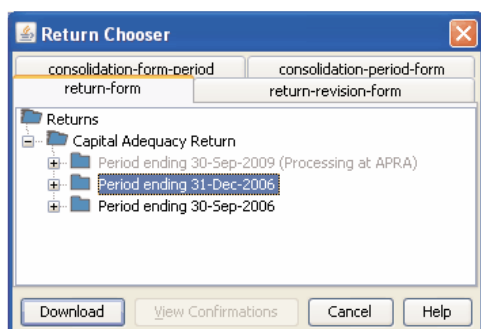 Return Chooser
consolidation-form-period consolidation-period-form
return-form return-revision-form
Returns
Capital Adequacy Return
Period ending 30-Sep-2009 (Processing at APRA)
Period ending 31-Dec-2006
Period ending 30-Sep-2006
Download View Confirmations Cancel Help